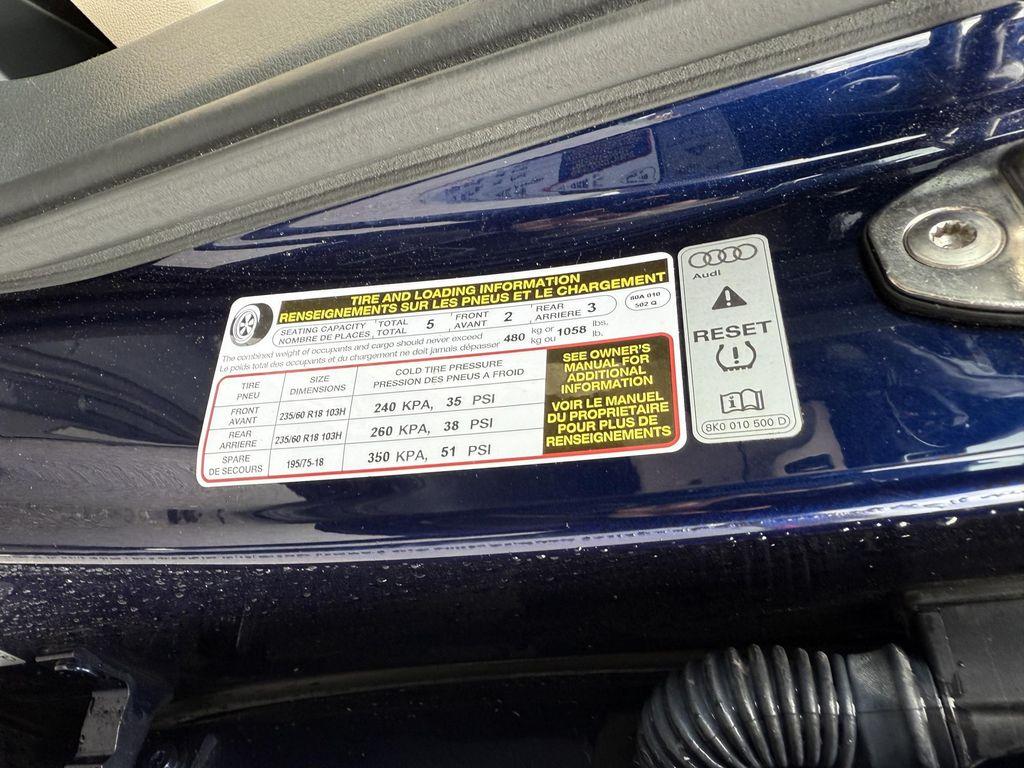 TIRE AND LOADING INFORMATION
RENSEIGNEMENTS SUR LES PNEUS ET LE CHARGEMENT
SEATING CAPACITY TOTAL 5 FRONT 2 REAR 3
NOMBRE DE PLACES TOTAL AVANT ARRIERE
80A 010
502 Q
The combined weight of occupants and cargo should never exceed 480 kg or 1058 lbs.
Le poids total des occupants et du chargement ne doit jamais dépasser kg ou lb.
TIRE SIZE COLD TIRE PRESSURE
PNEU DIMENSIONS PRESSION DES PNEUS A FROID
FRONT
AVANT 235/60 R18 103H 240 KPA, 35 PSI
REAR
ARRIERE 235/60 R18 103H 260 KPA, 38 PSI
SPARE
DE SECOURS 195/75-18 350 KPA, 51 PSI
SEE OWNER'S
MANUAL FOR
ADDITIONAL
INFORMATION
VOIR LE MANUEL
DU PROPRIETAIRE
POUR PLUS DE
RENSEIGNEMENTS
Audi
RESET
8K0 010 500 D